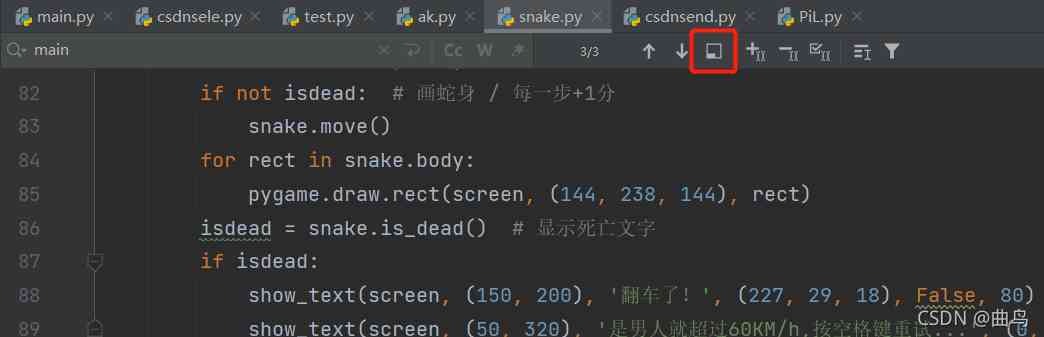 main.py csdnsele.py test.py ak.py snake.py csdnsend.py PiL.py
main Cc W .* 3/3
82 if not isdead:  # 画蛇身 / 每一步+1分
83 snake.move()
84 for rect in snake.body:
85 pygame.draw.rect(screen, (144, 238, 144), rect)
86 isdead = snake.is_dead()  # 显示死亡文字
87 if isdead:
88 show_text(screen, (150, 200), '翻车了！', (227, 29, 18), False, 80)
89 show_text(screen, (50, 320), '是男人就超过60KM/h,按空格键重试...', (0,
CSDN @曲鸟